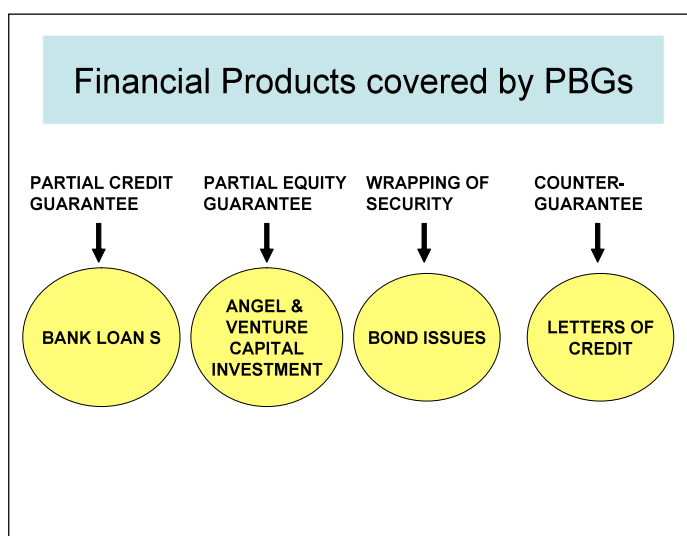 Financial Products covered by PBGs
PARTIAL CREDIT
GUARANTEE
PARTIAL EQUITY
GUARANTEE
WRAPPING OF
SECURITY
COUNTER-
GUARANTEE
BANK LOAN S
ANGEL &
VENTURE
CAPITAL
INVESTMENT
BOND ISSUES
LETTERS OF
CREDIT